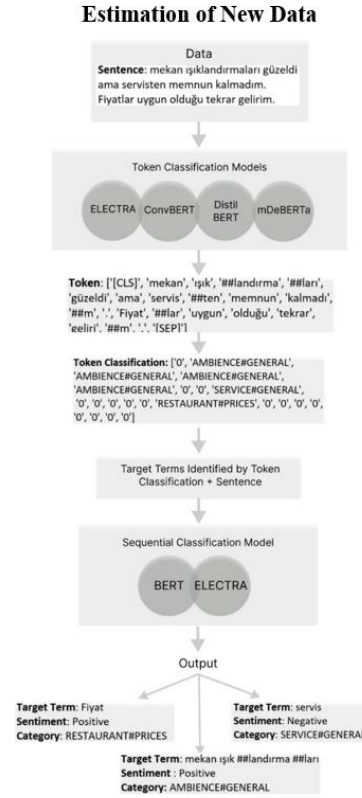 Estimation of New Data
Data
Sentence: mekan ışıklandırmaları güzeldi
ama servisten memnun kalmadım.
Fiyatlar uygun olduğu tekrar gelirim.
Token Classification Models
ELECTRA
ConvBERT
Distil
BERT
mDeBERTa
Token: ['[CLS]', 'mekan', 'ışık', '##landırma', '##ları',
'güzeldi', 'ama', 'servis', '##ten', 'memnun', 'kalmadı',
'##m', '.', 'Fiyat', '##lar', 'uygun', 'olduğu', 'tekrar',
'geliri', '##m', '.', '[SEP]']
Token Classification: ['0', 'AMBIENCE#GENERAL',
'AMBIENCE#GENERAL', 'AMBIENCE#GENERAL',
'AMBIENCE#GENERAL', '0', '0', 'SERVICE#GENERAL',
'0', '0', '0', '0', '0', 'RESTAURANT#PRICES', '0', '0', '0', '0',
'0', '0', '0', '0']
Target Terms Identified by Token
Classification + Sentence
Sequential Classification Model
BERT
ELECTRA
Output
Target Term: Fiyat
Sentiment: Positive
Category: RESTAURANT#PRICES
Target Term: servis
Sentiment: Negative
Category: SERVICE#GENERAL
Target Term: mekan ışık ##landırma ##ları
Sentiment : Positive
Category: AMBIENCE#GENERAL